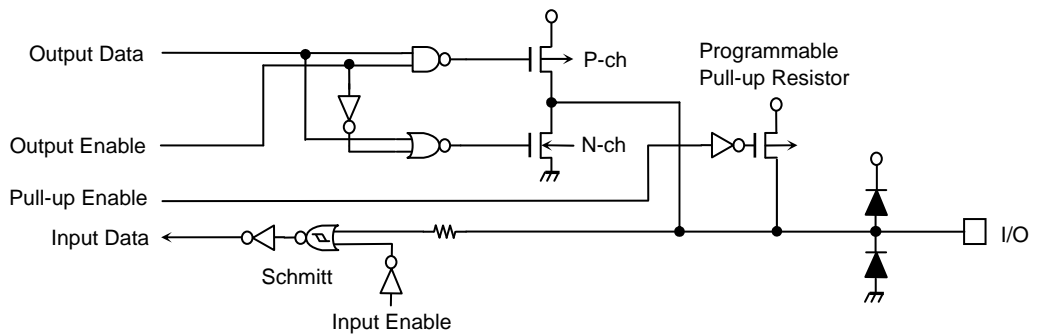 Output Data
P-ch
Programmable
Pull-up Resistor
Output Enable
N-ch
Pull-up Enable
Input Data
I/O
Schmitt
Input Enable